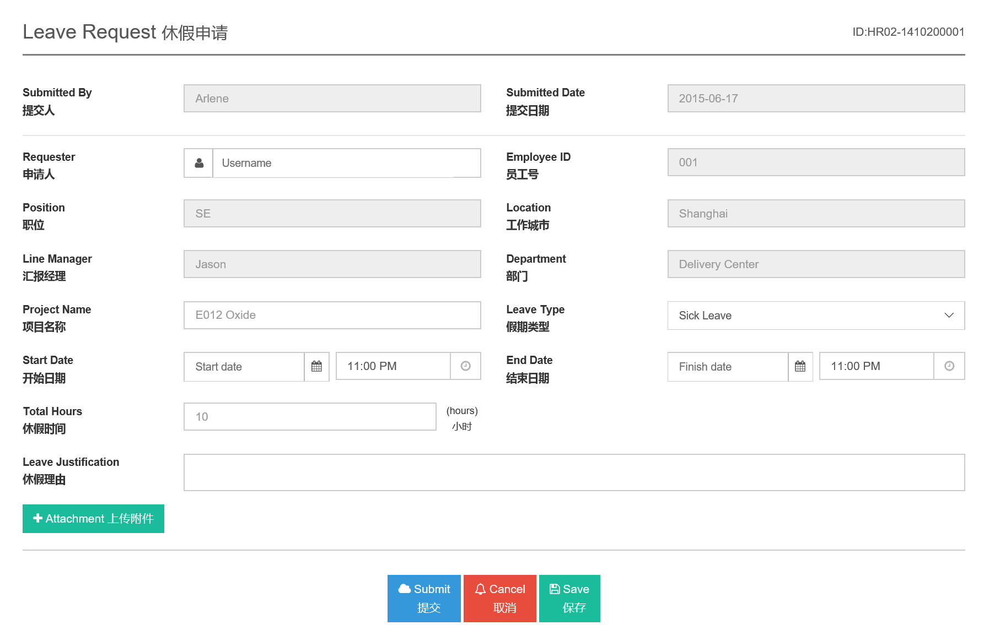 Leave Request 休假申请
ID:HR02-1410200001
Submitted By
提交人
Arlene
Submitted Date
提交日期
2015-06-17
Requester
申请人
Username
Employee ID
员工号
001
Position
职位
SE
Location
工作城市
Shanghai
Line Manager
汇报经理
Jason
Department
部门
Delivery Center
Project Name
项目名称
E012 Oxide
Leave Type
假期类型
Sick Leave
Start Date
开始日期
Start date
11:00 PM
End Date
结束日期
Finish date
11:00 PM
Total Hours
休假时间
10
(hours)
小时
Leave Justification
休假理由
Attachment 上传附件
Submit
提交
Cancel
取消
Save
保存